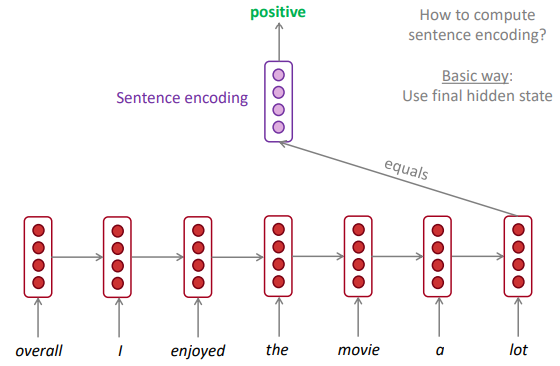 positive
How to compute
sentence encoding?
Basic way:
Use final hidden state
Sentence encoding
equals
overall I enjoyed the movie a lot